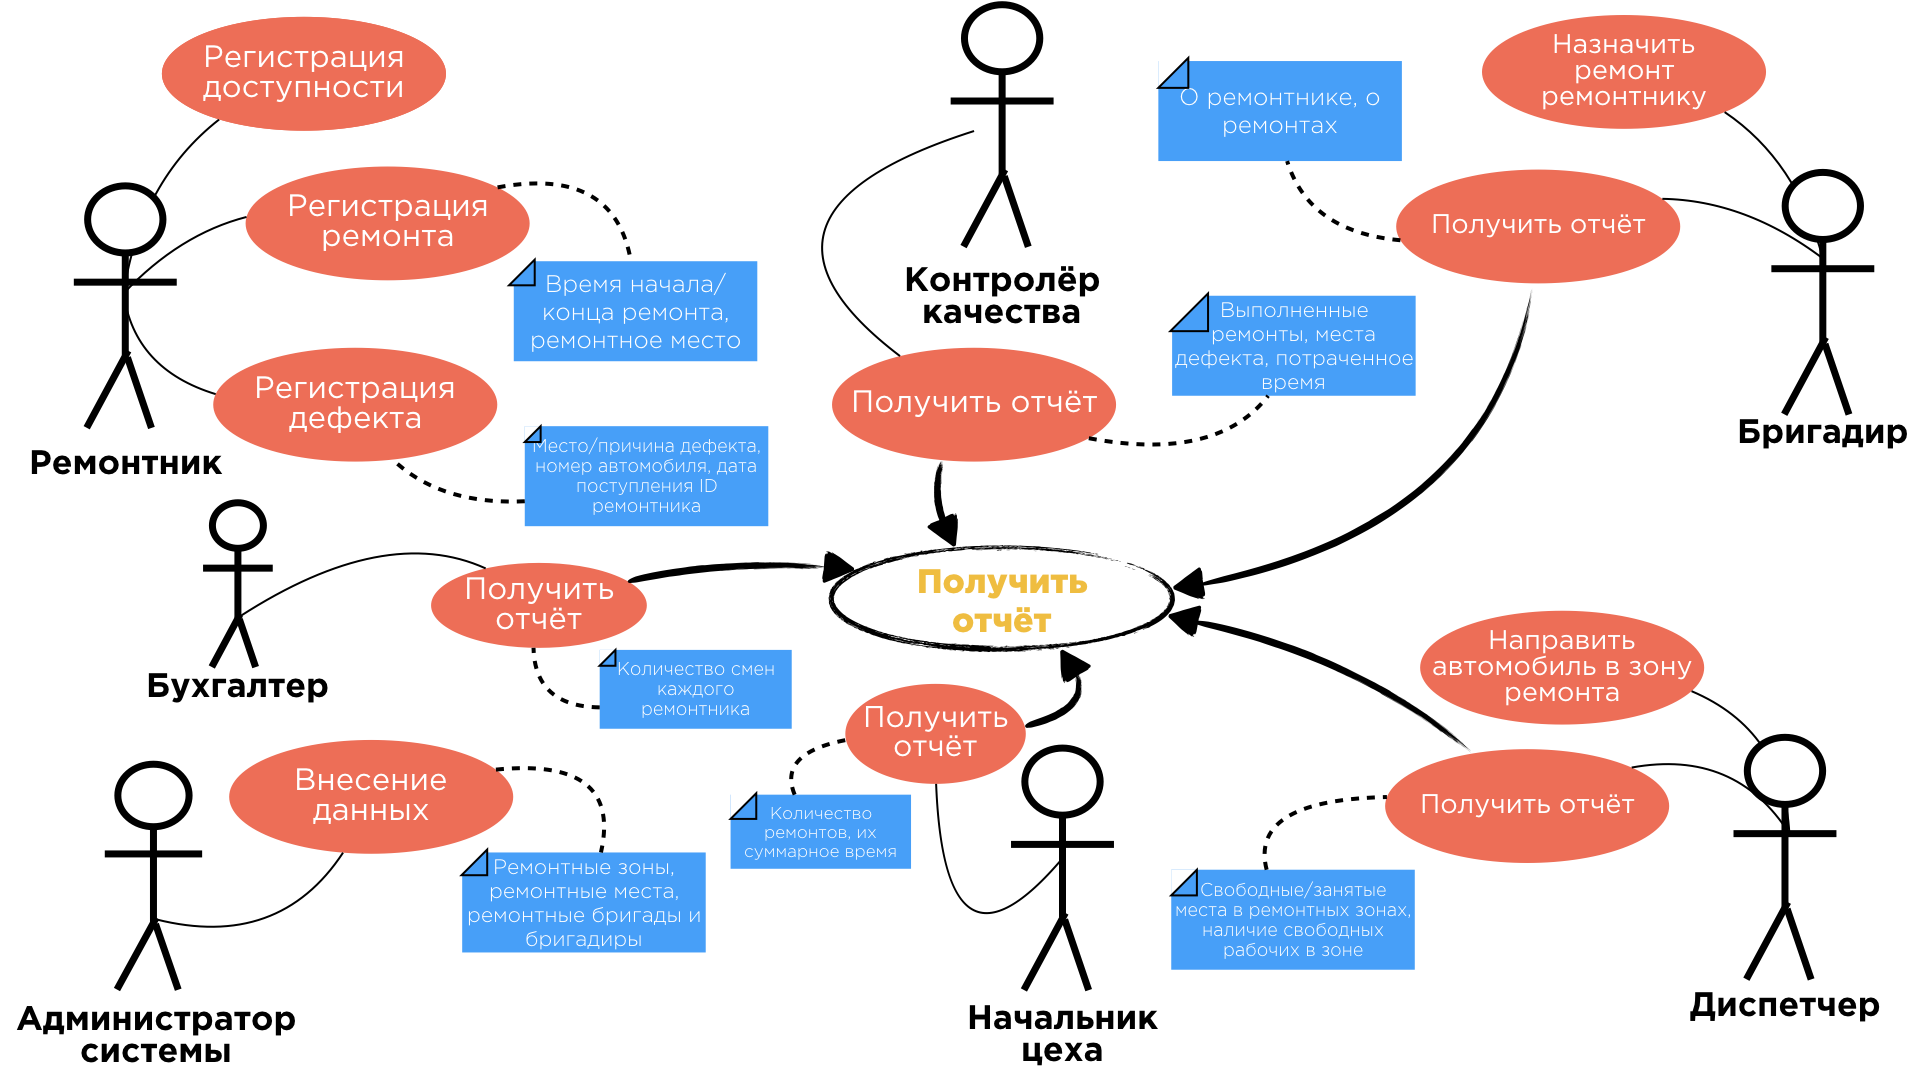 Регистрация
доступности
Регистрация
ремонта
Время начала/
конца ремонта,
ремонтное место
Регистрация
дефекта
Место/причина дефекта,
номер автомобиля, дата
поступления ID
ремонтника
Ремонтник
Контролёр
качества
Получить отчёт
Выполненные
ремонты, места
дефекта, потраченное
время
О ремонтнике, о
ремонтах
Назначить
ремонт
ремонтнику
Получить отчёт
Бригадир
Бухгалтер
Получить
отчёт
Количество смен
каждого
ремонтника
Получить
отчёт
Внесение
данных
Ремонтные зоны,
ремонтные места,
ремонтные бригады и
бригадиры
Администратор
системы
Получить
отчёт
Количество
ремонтов, их
суммарное время
Начальник
цеха
Направить
автомобиль в зону
ремонта
Получить отчёт
Свободные/занятые
места в ремонтных зонах,
наличие свободных
рабочих в зоне
Диспетчер